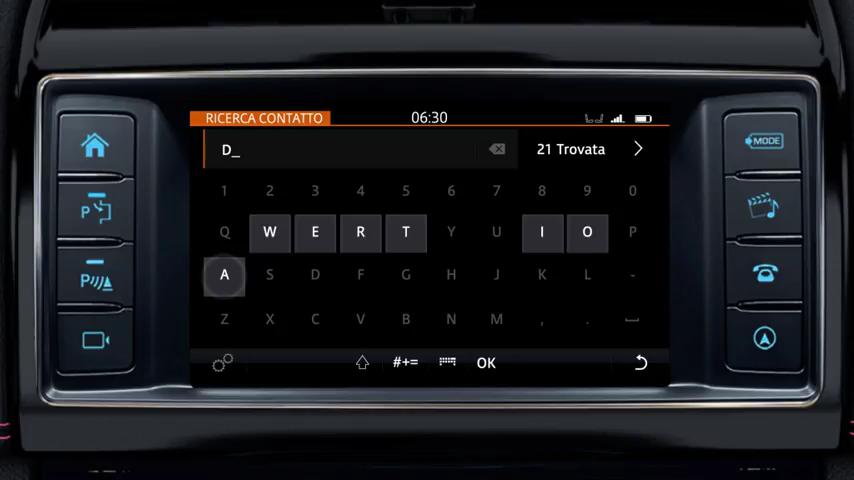 RICERCA CONTATTO 06:30
D_ 21 Trovata
1 2 3 4 5 6 7 8 9 0
Q W E R T Y U I O P
A S D F G H J K L -
Z X C V B N M , .
#+= OK
MODE
P
P